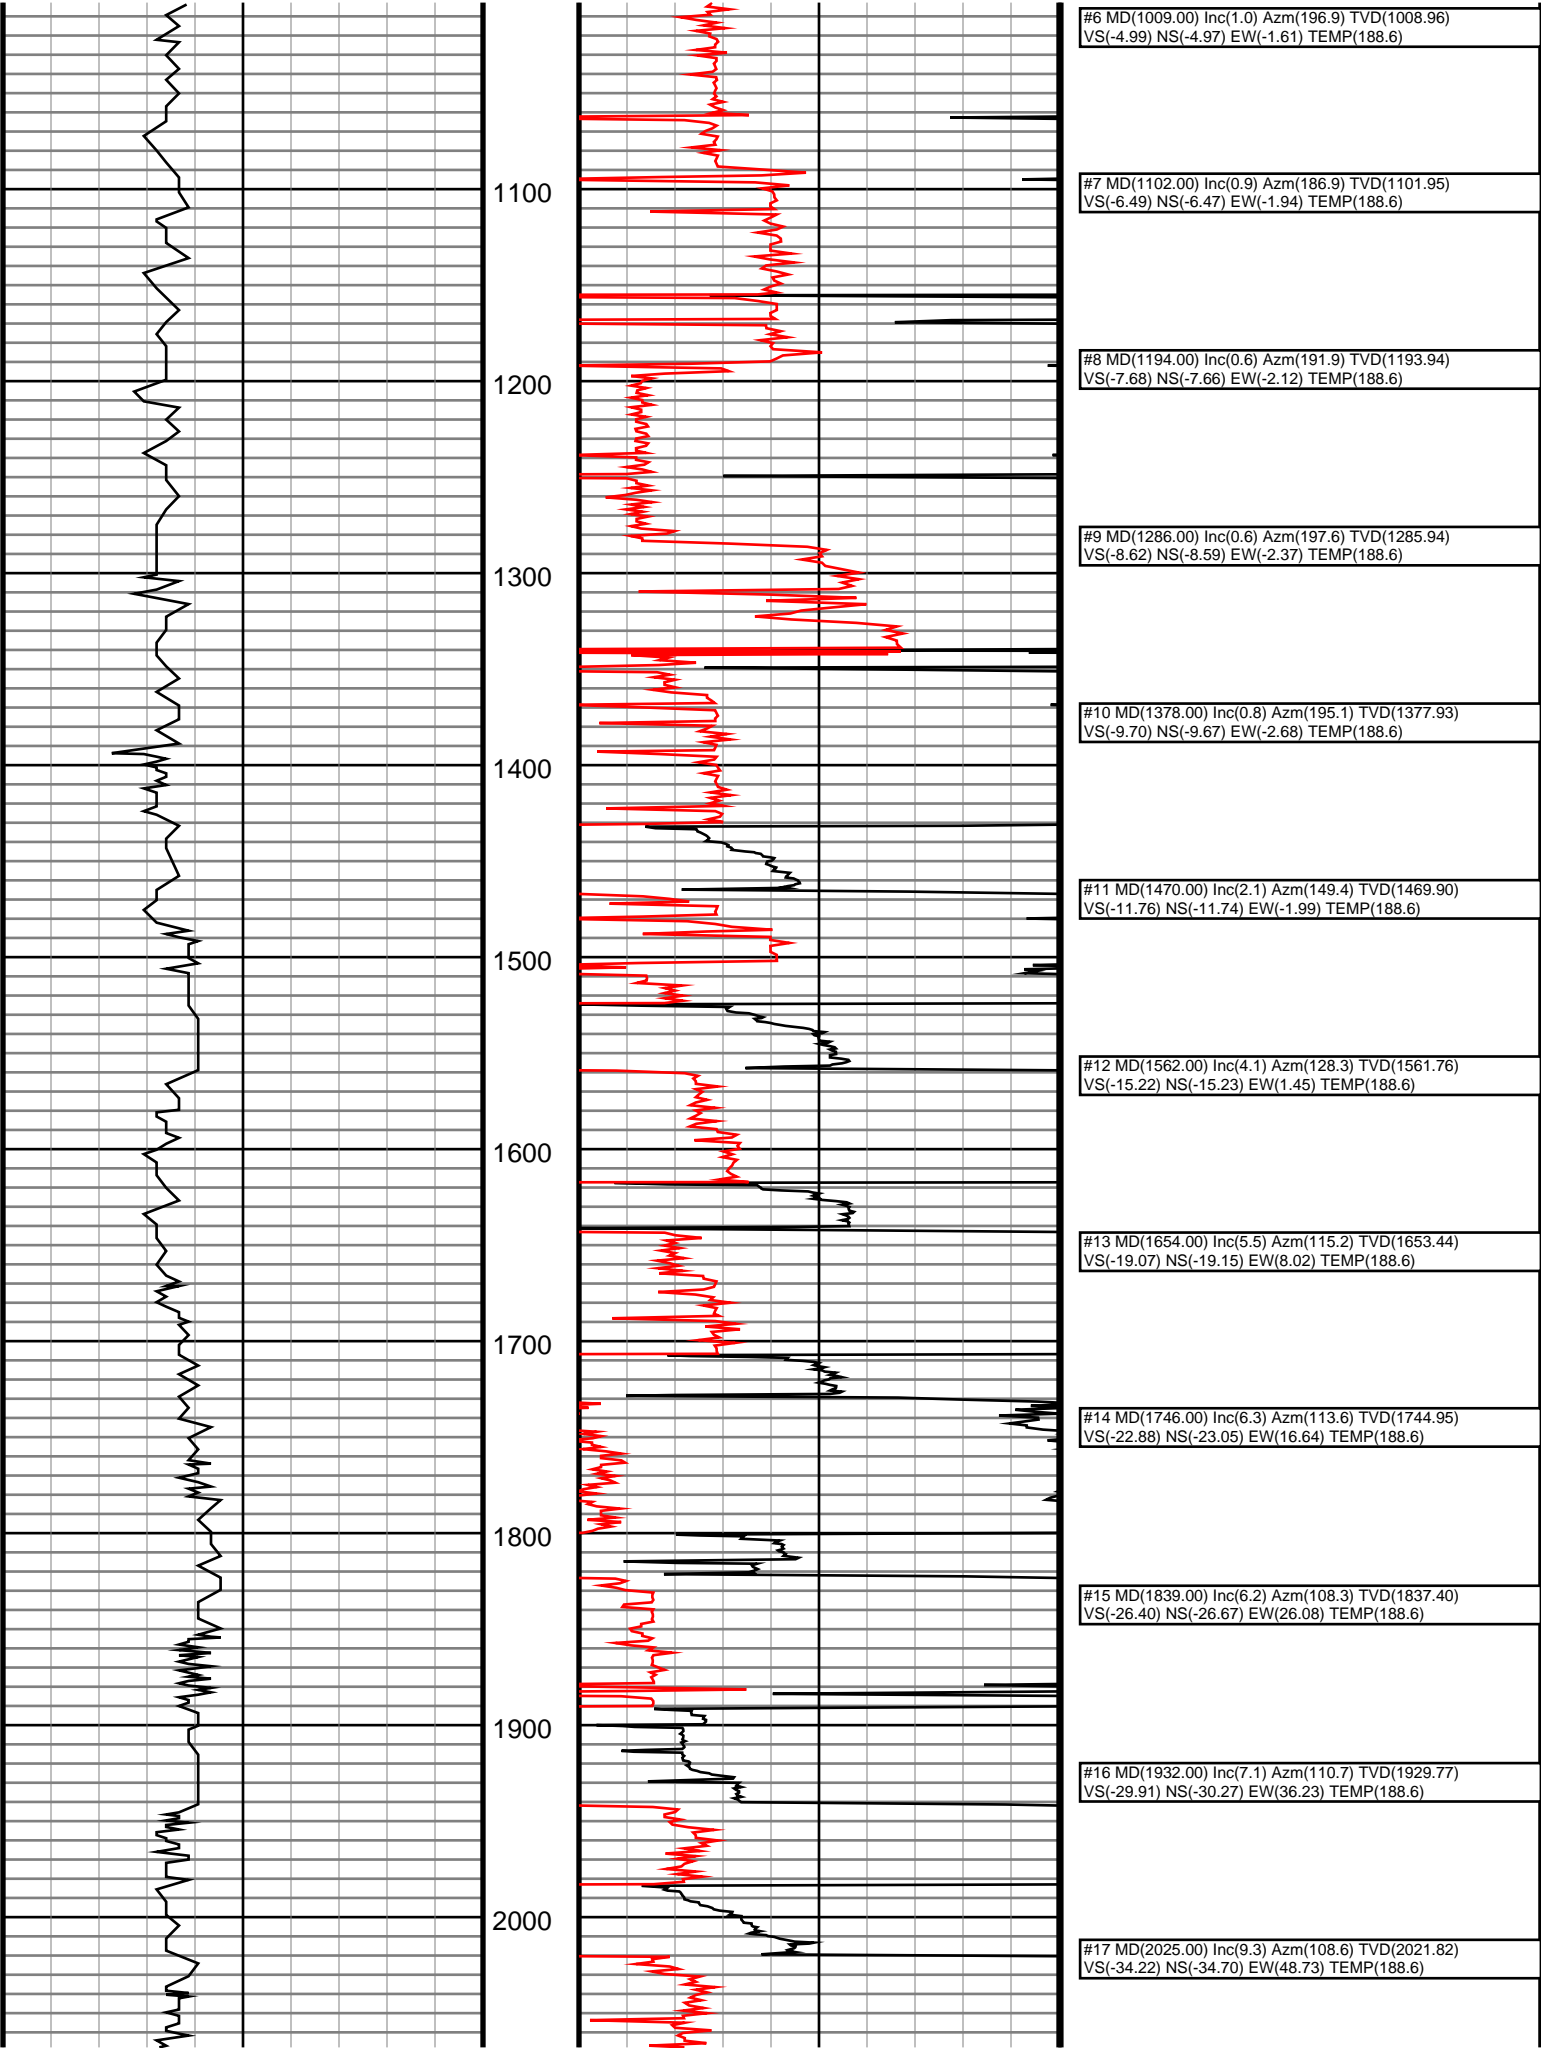 #6 MD(1009.00) Inc(1.0) Azm(196.9) TVD(1008.96)
VS(-4.99) NS(-4.97) EW(-1.61) TEMP(188.6)
1100
#7 MD(1102.00) Inc(0.9) Azm(186.9) TVD(1101.95)
VS(-6.49) NS(-6.47) EW(-1.94) TEMP(188.6)
1200
#8 MD(1194.00) Inc(0.6) Azm(191.9) TVD(1193.94)
VS(-7.68) NS(-7.66) EW(-2.12) TEMP(188.6)
#9 MD(1286.00) Inc(0.6) Azm(197.6) TVD(1285.94)
VS(-8.62) NS(-8.59) EW(-2.37) TEMP(188.6)
1300
#10 MD(1378.00) Inc(0.8) Azm(195.1) TVD(1377.93)
VS(-9.70) NS(-9.67) EW(-2.68) TEMP(188.6)
1400
#11 MD(1470.00) Inc(2.1) Azm(149.4) TVD(1469.90)
VS(-11.76) NS(-11.74) EW(-1.99) TEMP(188.6)
1500
#12 MD(1562.00) Inc(4.1) Azm(128.3) TVD(1561.76)
VS(-15.22) NS(-15.23) EW(1.45) TEMP(188.6)
1600
#13 MD(1654.00) Inc(5.5) Azm(115.2) TVD(1653.44)
VS(-19.07) NS(-19.15) EW(8.02) TEMP(188.6)
1700
#14 MD(1746.00) Inc(6.3) Azm(113.6) TVD(1744.95)
VS(-22.88) NS(-23.05) EW(16.64) TEMP(188.6)
1800
#15 MD(1839.00) Inc(6.2) Azm(108.3) TVD(1837.40)
VS(-26.40) NS(-26.67) EW(26.08) TEMP(188.6)
1900
#16 MD(1932.00) Inc(7.1) Azm(110.7) TVD(1929.77)
VS(-29.91) NS(-30.27) EW(36.23) TEMP(188.6)
2000
#17 MD(2025.00) Inc(9.3) Azm(108.6) TVD(2021.82)
VS(-34.22) NS(-34.70) EW(48.73) TEMP(188.6)